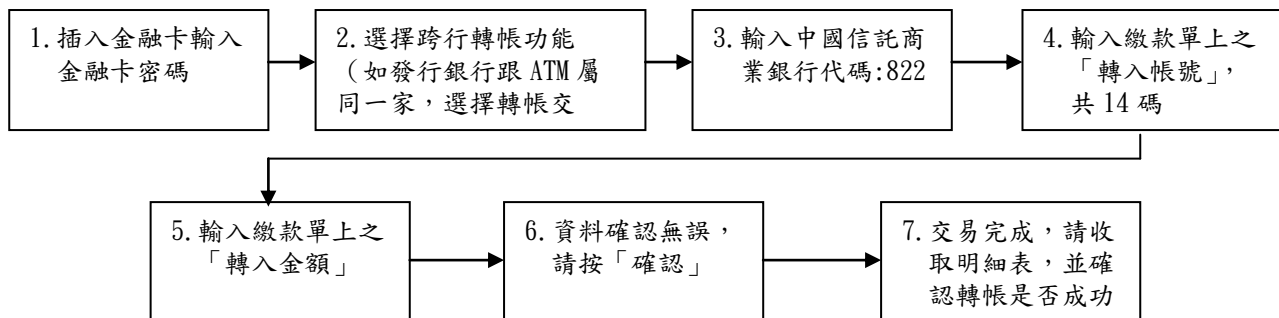 1.插入金融卡輸入
金融卡密碼
2.選擇跨行轉帳功能
(如發行銀行跟 ATM 屬
同一家，選擇轉帳交
3.輸入中國信託商
業銀行代碼:822
4.輸入繳款單上之
「轉入帳號」，
共14碼
5.輸入繳款單上之
「轉入金額」
6.資料確認無誤，
請按「確認」
7.交易完成，請收
取明細表，並確
認轉帳是否成功